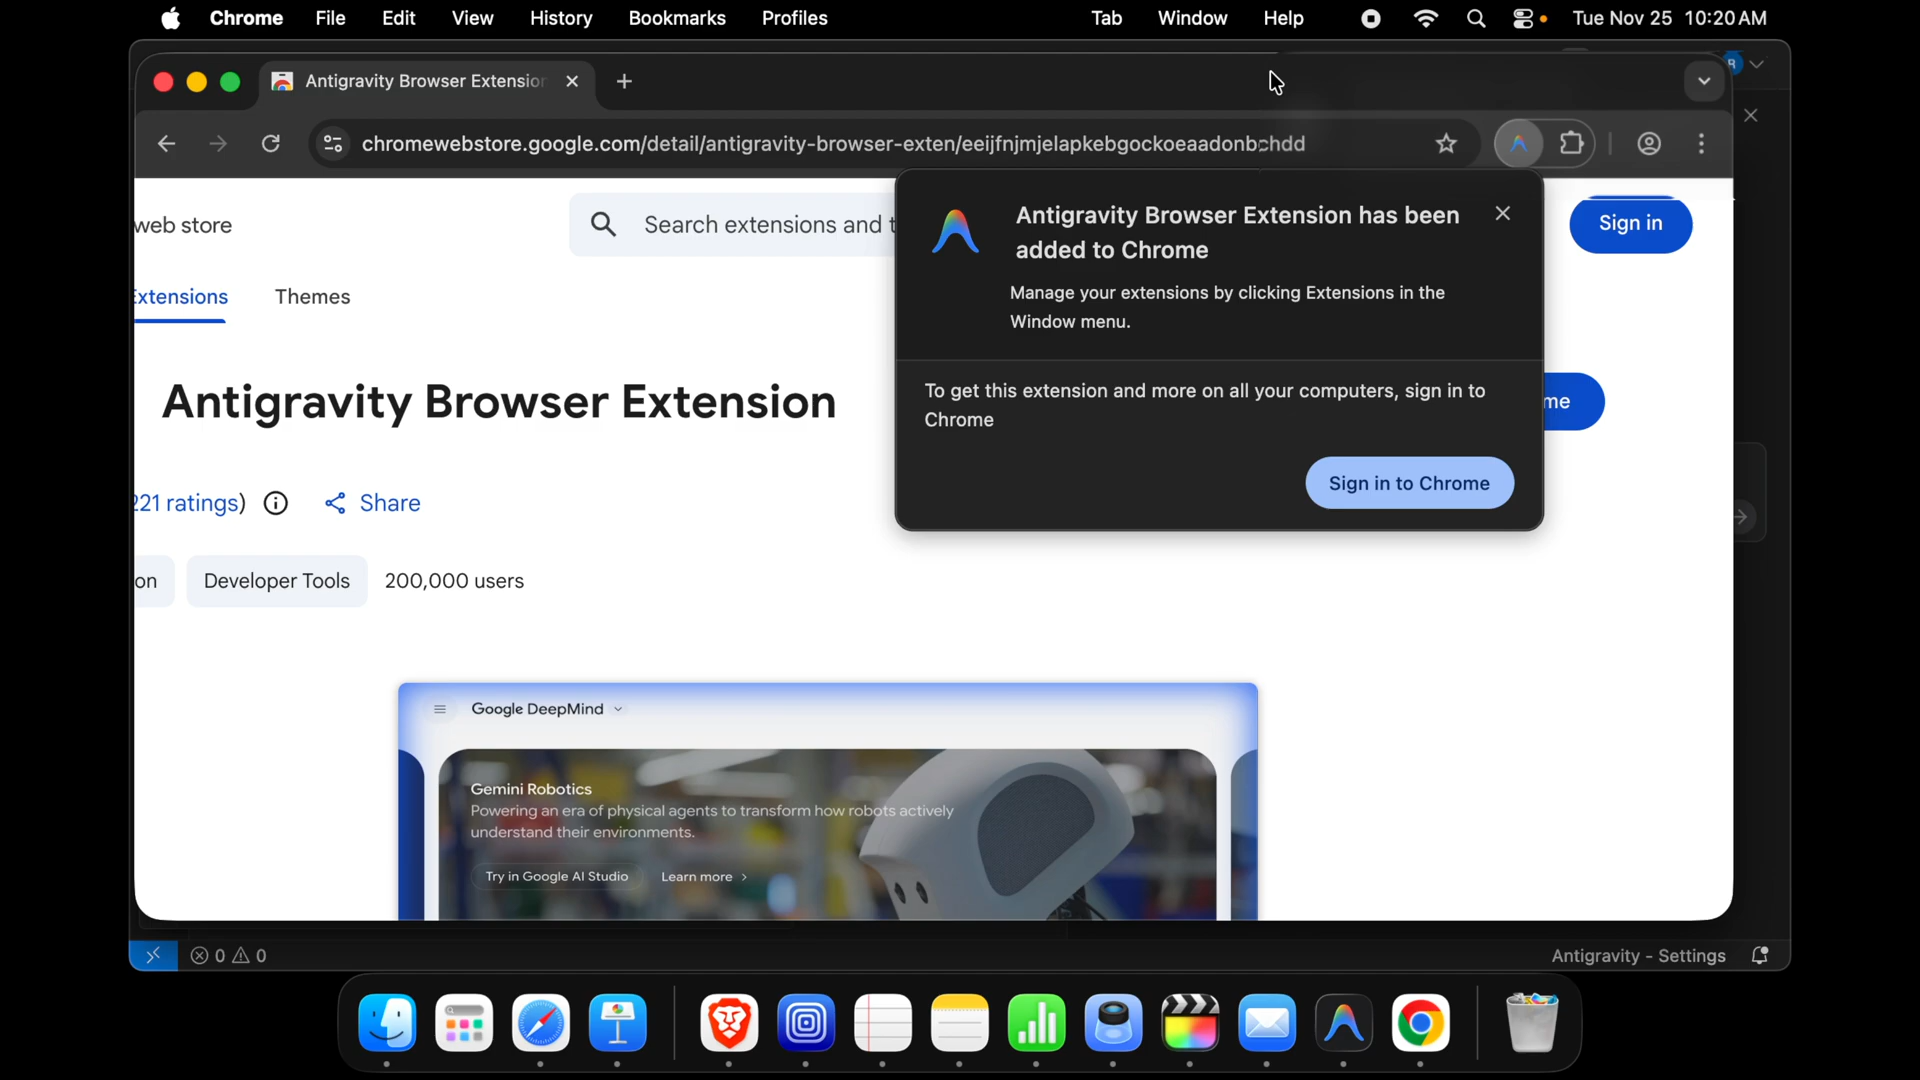 Chrome File Edit View History Bookmarks Profiles Tab Window Help Tue Nov 25 10:20 AM
Antigravity Browser Extension
chromewebstore.google.com/detail/antigravity-browser-exten/eeijfnjmjelapkebgockoeaadonbchdd
web store
Search extensions and t
Sign in
Extensions Themes
Antigravity Browser Extension has been
added to Chrome
Manage your extensions by clicking Extensions in the
Window menu.
To get this extension and more on all your computers, sign in to
Chrome
Sign in to Chrome
Antigravity Browser Extension
me
221 ratings) Share
on Developer Tools 200,000 users
Google DeepMind
Gemini Robotics
Powering an era of physical agents to transform how robots actively
understand their environments.
Try in Google AI Studio Learn more >
0 0 Antigravity - Settings